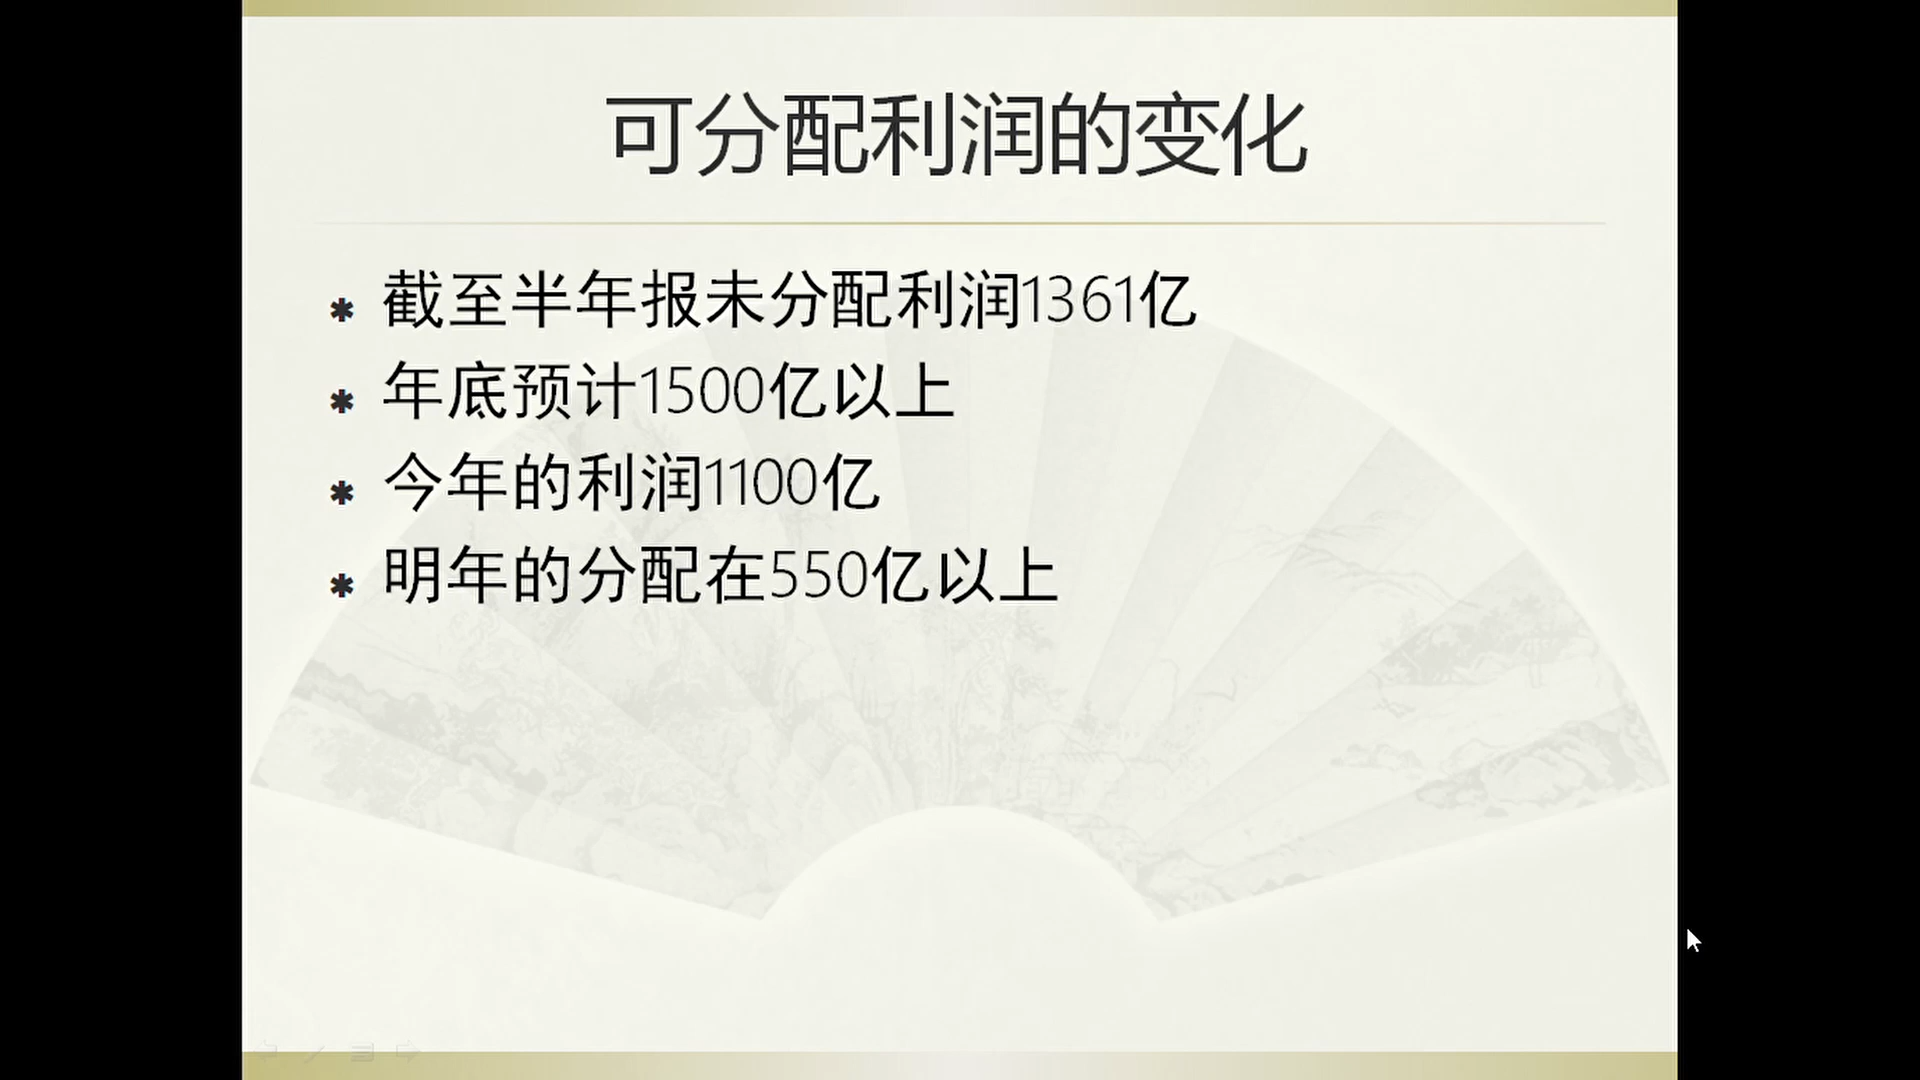 可分配利润的变化
截至半年报未分配利润1361亿
年底预计1500亿以上
今年的利润1100亿
明年的分配在550亿以上